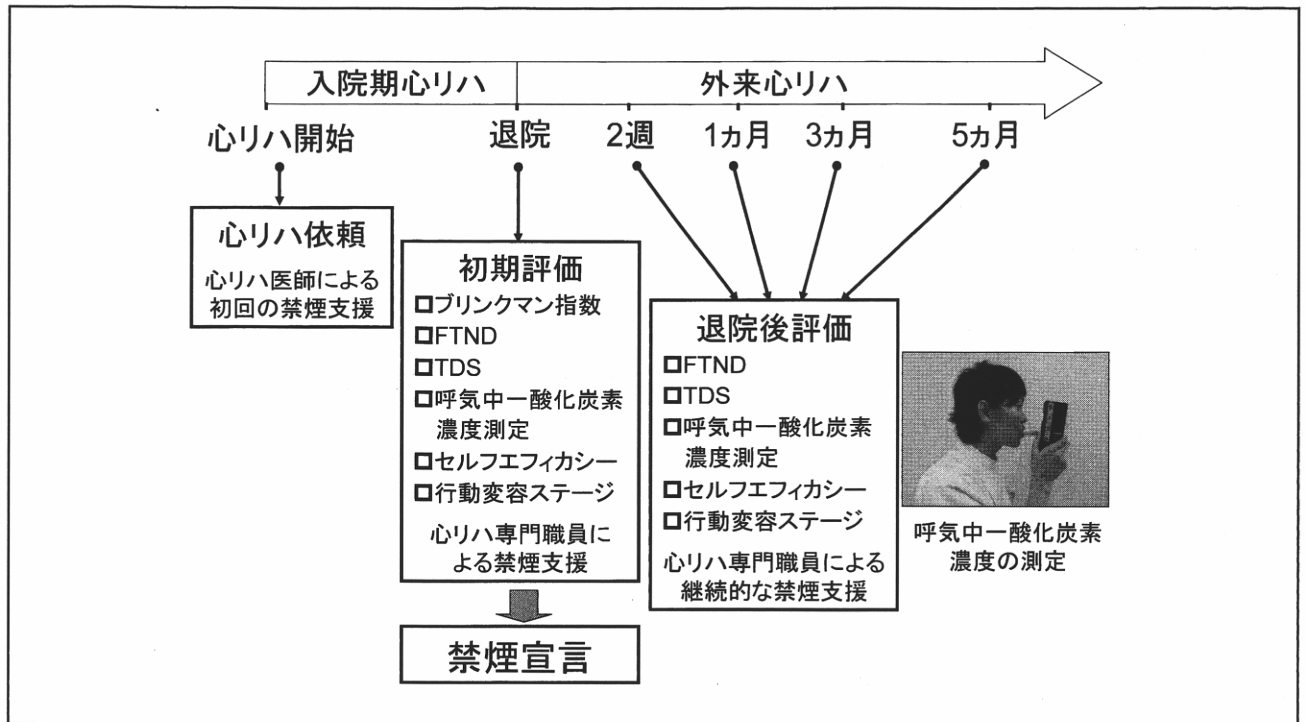 入院期心リハ
外来心リハ
心リハ開始
退院
2週
1ヵ月
3ヵ月
5ヵ月
心リハ依頼
心リハ医師による
初回の禁煙支援
初期評価
□ブリンクマン指数
□FTND
□TDS
□呼気中一酸化炭素
濃度測定
□セルフエフィカシー
□行動変容ステージ
心リハ専門職員に
よる禁煙支援
禁煙宣言
退院後評価
□FTND
□TDS
□呼気中一酸化炭素
濃度測定
□セルフエフィカシー
□行動変容ステージ
心リハ専門職員による
継続的な禁煙支援
呼気中一酸化炭素
濃度の測定